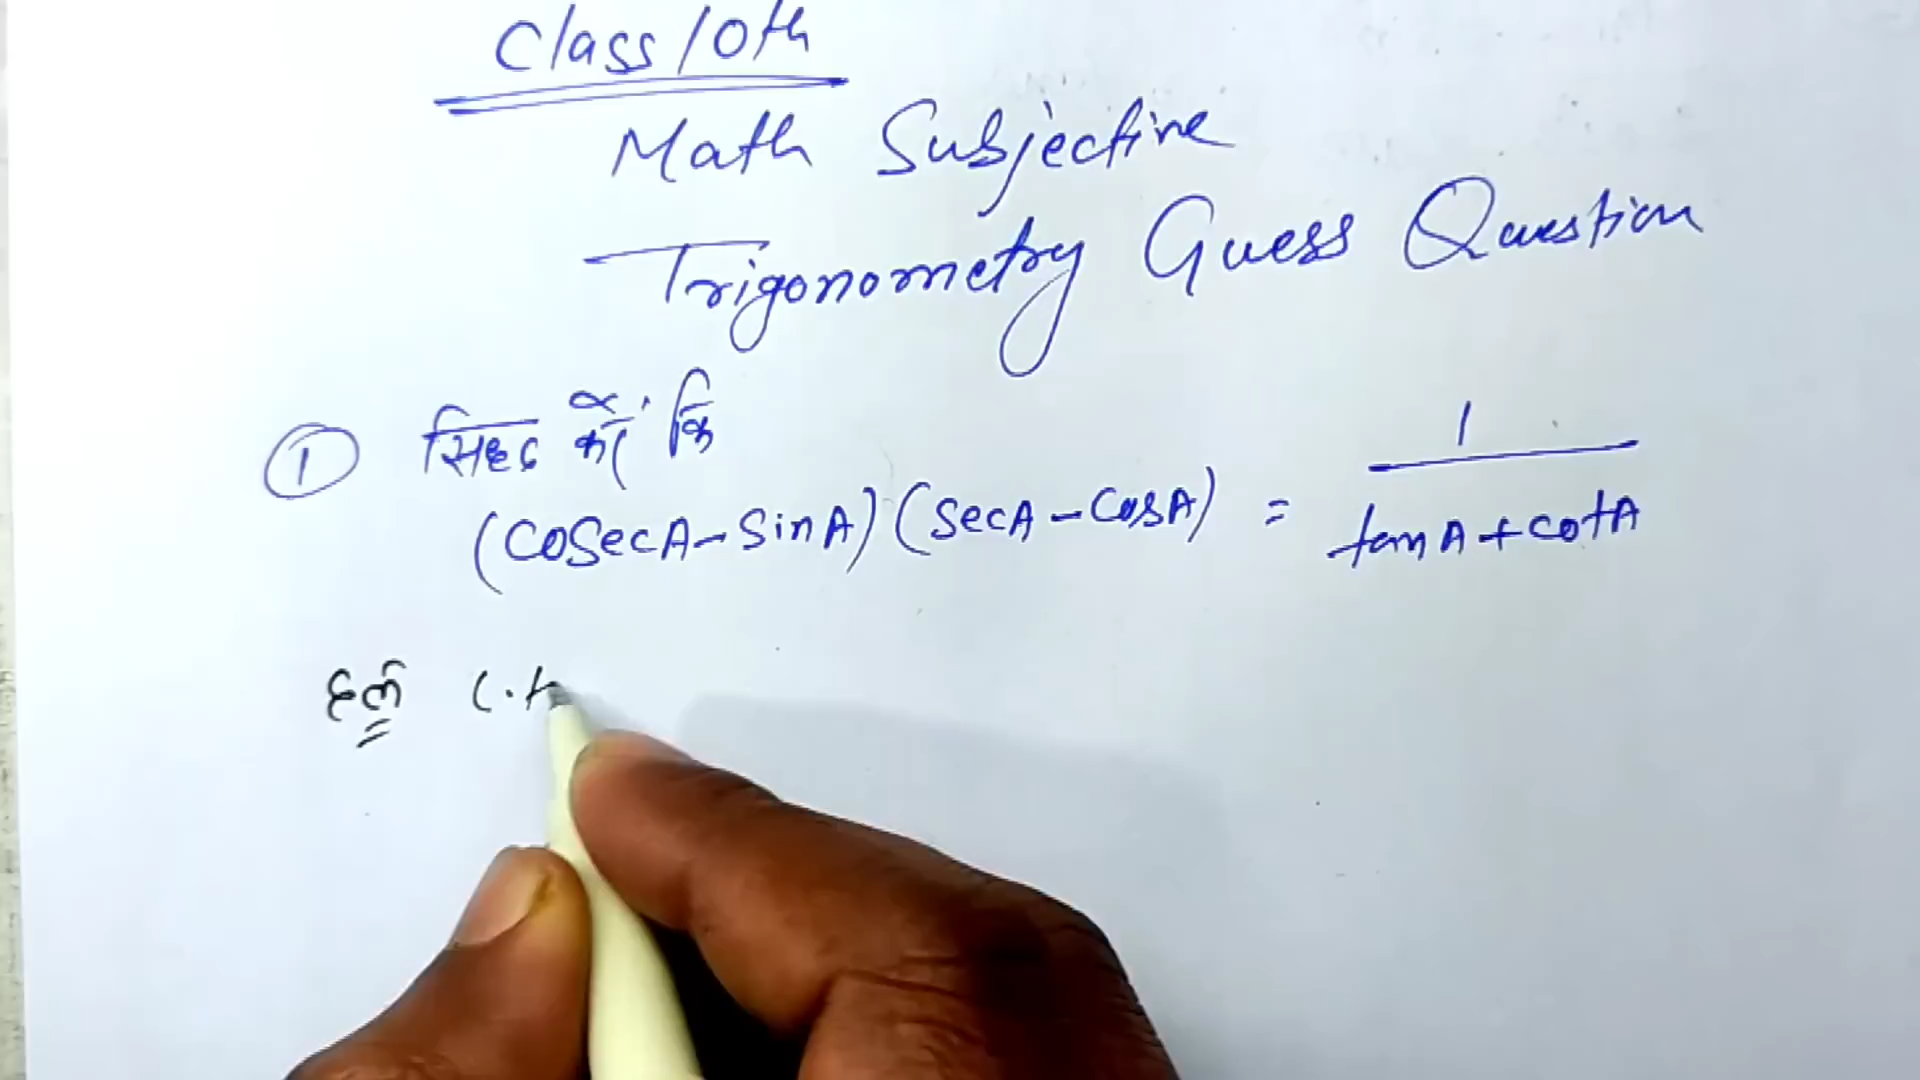 Class 10th
Math Subjective
Trigonometry Guess Question
① सिद्ध करें कि
(CosecA - SinA) (SecA - CosA) = 1 / tanA + cotA
हल